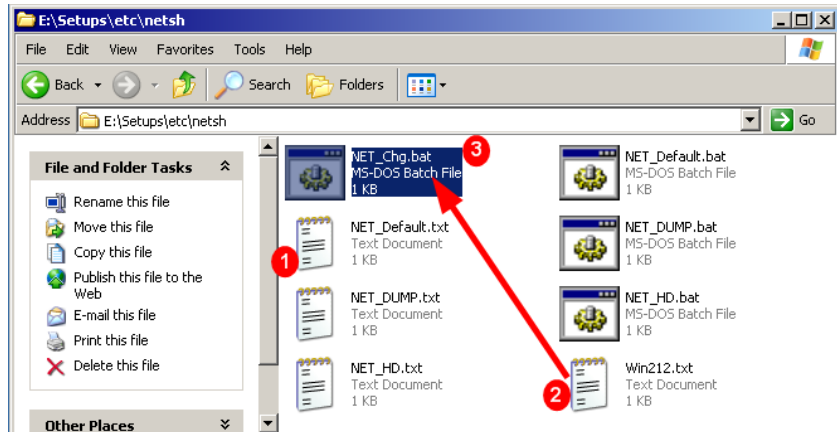 E:\Setups\etc\netsh
File Edit View Favorites Tools Help
Back Search Folders
Address E:\Setups\etc\netsh Go
File and Folder Tasks
Rename this file
Move this file
Copy this file
Publish this file to the
Web
E-mail this file
Print this file
Delete this file
Other Places
NET_Chg.bat
MS-DOS Batch File
1 KB
3
NET_Default.bat
MS-DOS Batch File
1 KB
1
NET_Default.txt
Text Document
1 KB
NET_DUMP.bat
MS-DOS Batch File
1 KB
NET_DUMP.txt
Text Document
1 KB
NET_HD.bat
MS-DOS Batch File
1 KB
NET_HD.txt
Text Document
1 KB
2
Win212.txt
Text Document
1 KB